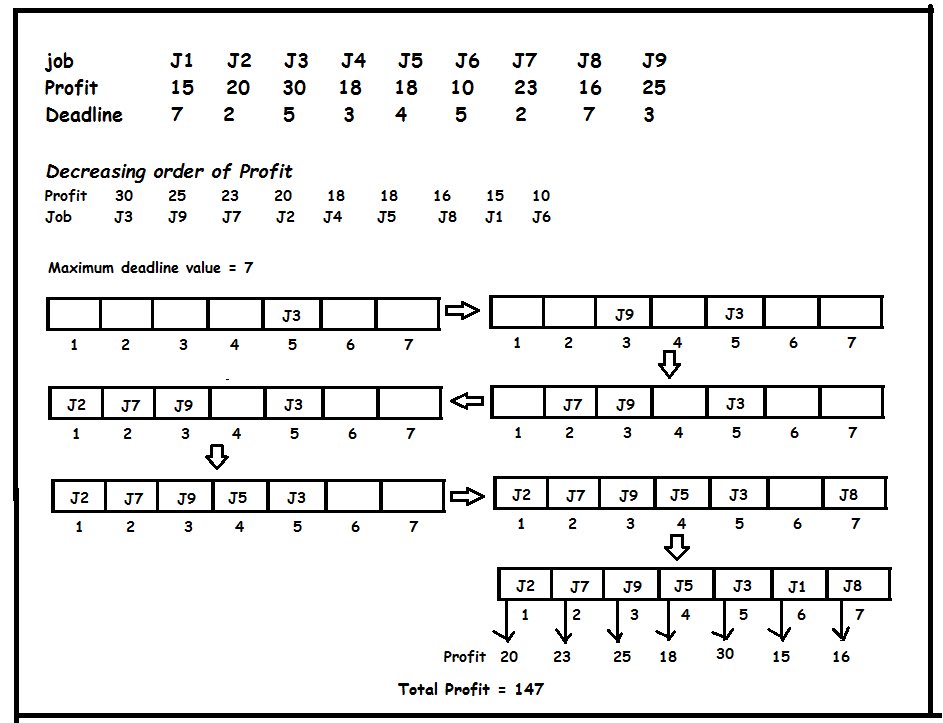 job J1 J2 J3 J4 J5 J6 J7 J8 J9
Profit 15 20 30 18 18 10 23 16 25
Deadline 7 2 5 3 4 5 2 7 3
Decreasing order of Profit
Profit 30 25 23 20 18 18 16 15 10
Job J3 J9 J7 J2 J4 J5 J8 J1 J6
Maximum deadline value = 7
J3
1 2 3 4 5 6 7
J9 J3
1 2 3 4 5 6 7
J7 J9 J3
1 2 3 4 5 6 7
J2 J7 J9 J3
1 2 3 4 5 6 7
J2 J7 J9 J5 J3
1 2 3 4 5 6 7
J2 J7 J9 J5 J3 J8
1 2 3 4 5 6 7
J2 J7 J9 J5 J3 J1 J8
1 2 3 4 5 6 7
Profit 20 23 25 18 30 15 16
Total Profit = 147